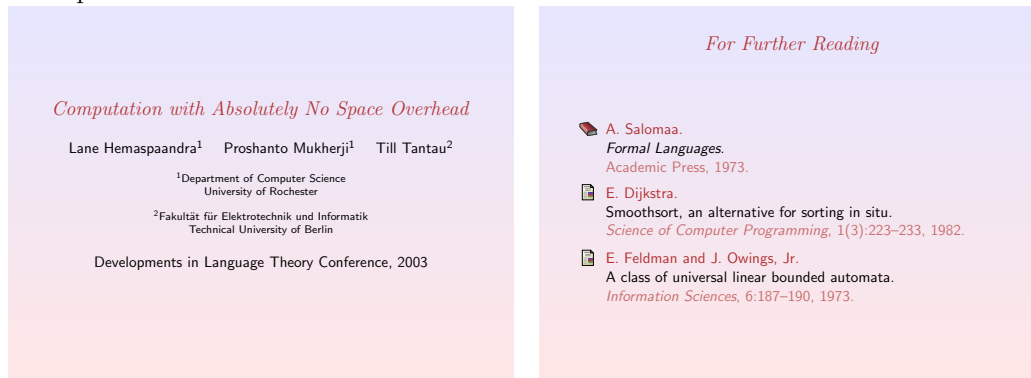 Computation with Absolutely No Space Overhead
Lane Hemaspaandra¹ Proshanto Mukherji¹ Till Tantau²
¹Department of Computer Science
University of Rochester
²Fakultät für Elektrotechnik und Informatik
Technical University of Berlin
Developments in Language Theory Conference, 2003
For Further Reading
A. Salomaa.
Formal Languages.
Academic Press, 1973.
E. Dijkstra.
Smoothsort, an alternative for sorting in situ.
Science of Computer Programming, 1(3):223–233, 1982.
E. Feldman and J. Owings, Jr.
A class of universal linear bounded automata.
Information Sciences, 6:187–190, 1973.